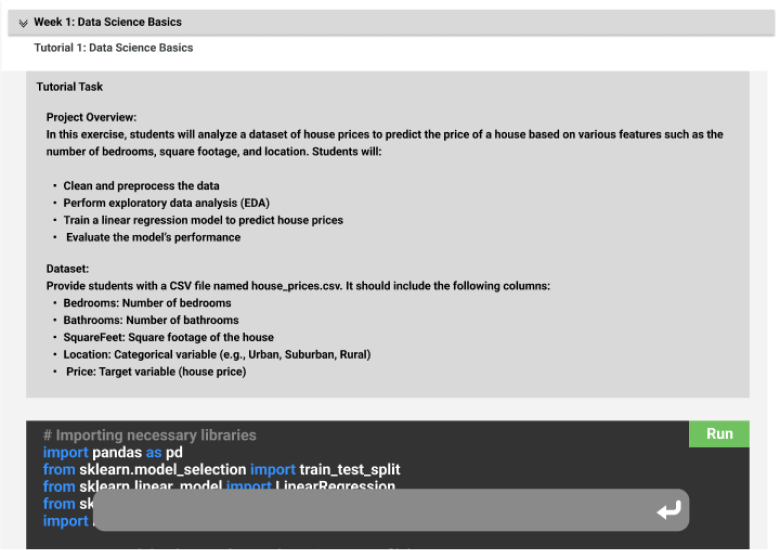 Week 1: Data Science Basics
Tutorial 1: Data Science Basics
Tutorial Task
Project Overview:
In this exercise, students will analyze a dataset of house prices to predict the price of a house based on various features such as the
number of bedrooms, square footage, and location. Students will:
• Clean and preprocess the data
• Perform exploratory data analysis (EDA)
• Train a linear regression model to predict house prices
• Evaluate the model's performance
Dataset:
Provide students with a CSV file named house_prices.csv. It should include the following columns:
• Bedrooms: Number of bedrooms
• Bathrooms: Number of bathrooms
• SquareFeet: Square footage of the house
• Location: Categorical variable (e.g., Urban, Suburban, Rural)
• Price: Target variable (house price)
Run
# Importing necessary libraries
import pandas as pd
from sklearn.model_selection import train_test_split
from sklearn.linear_model import LinearRegression
from
import